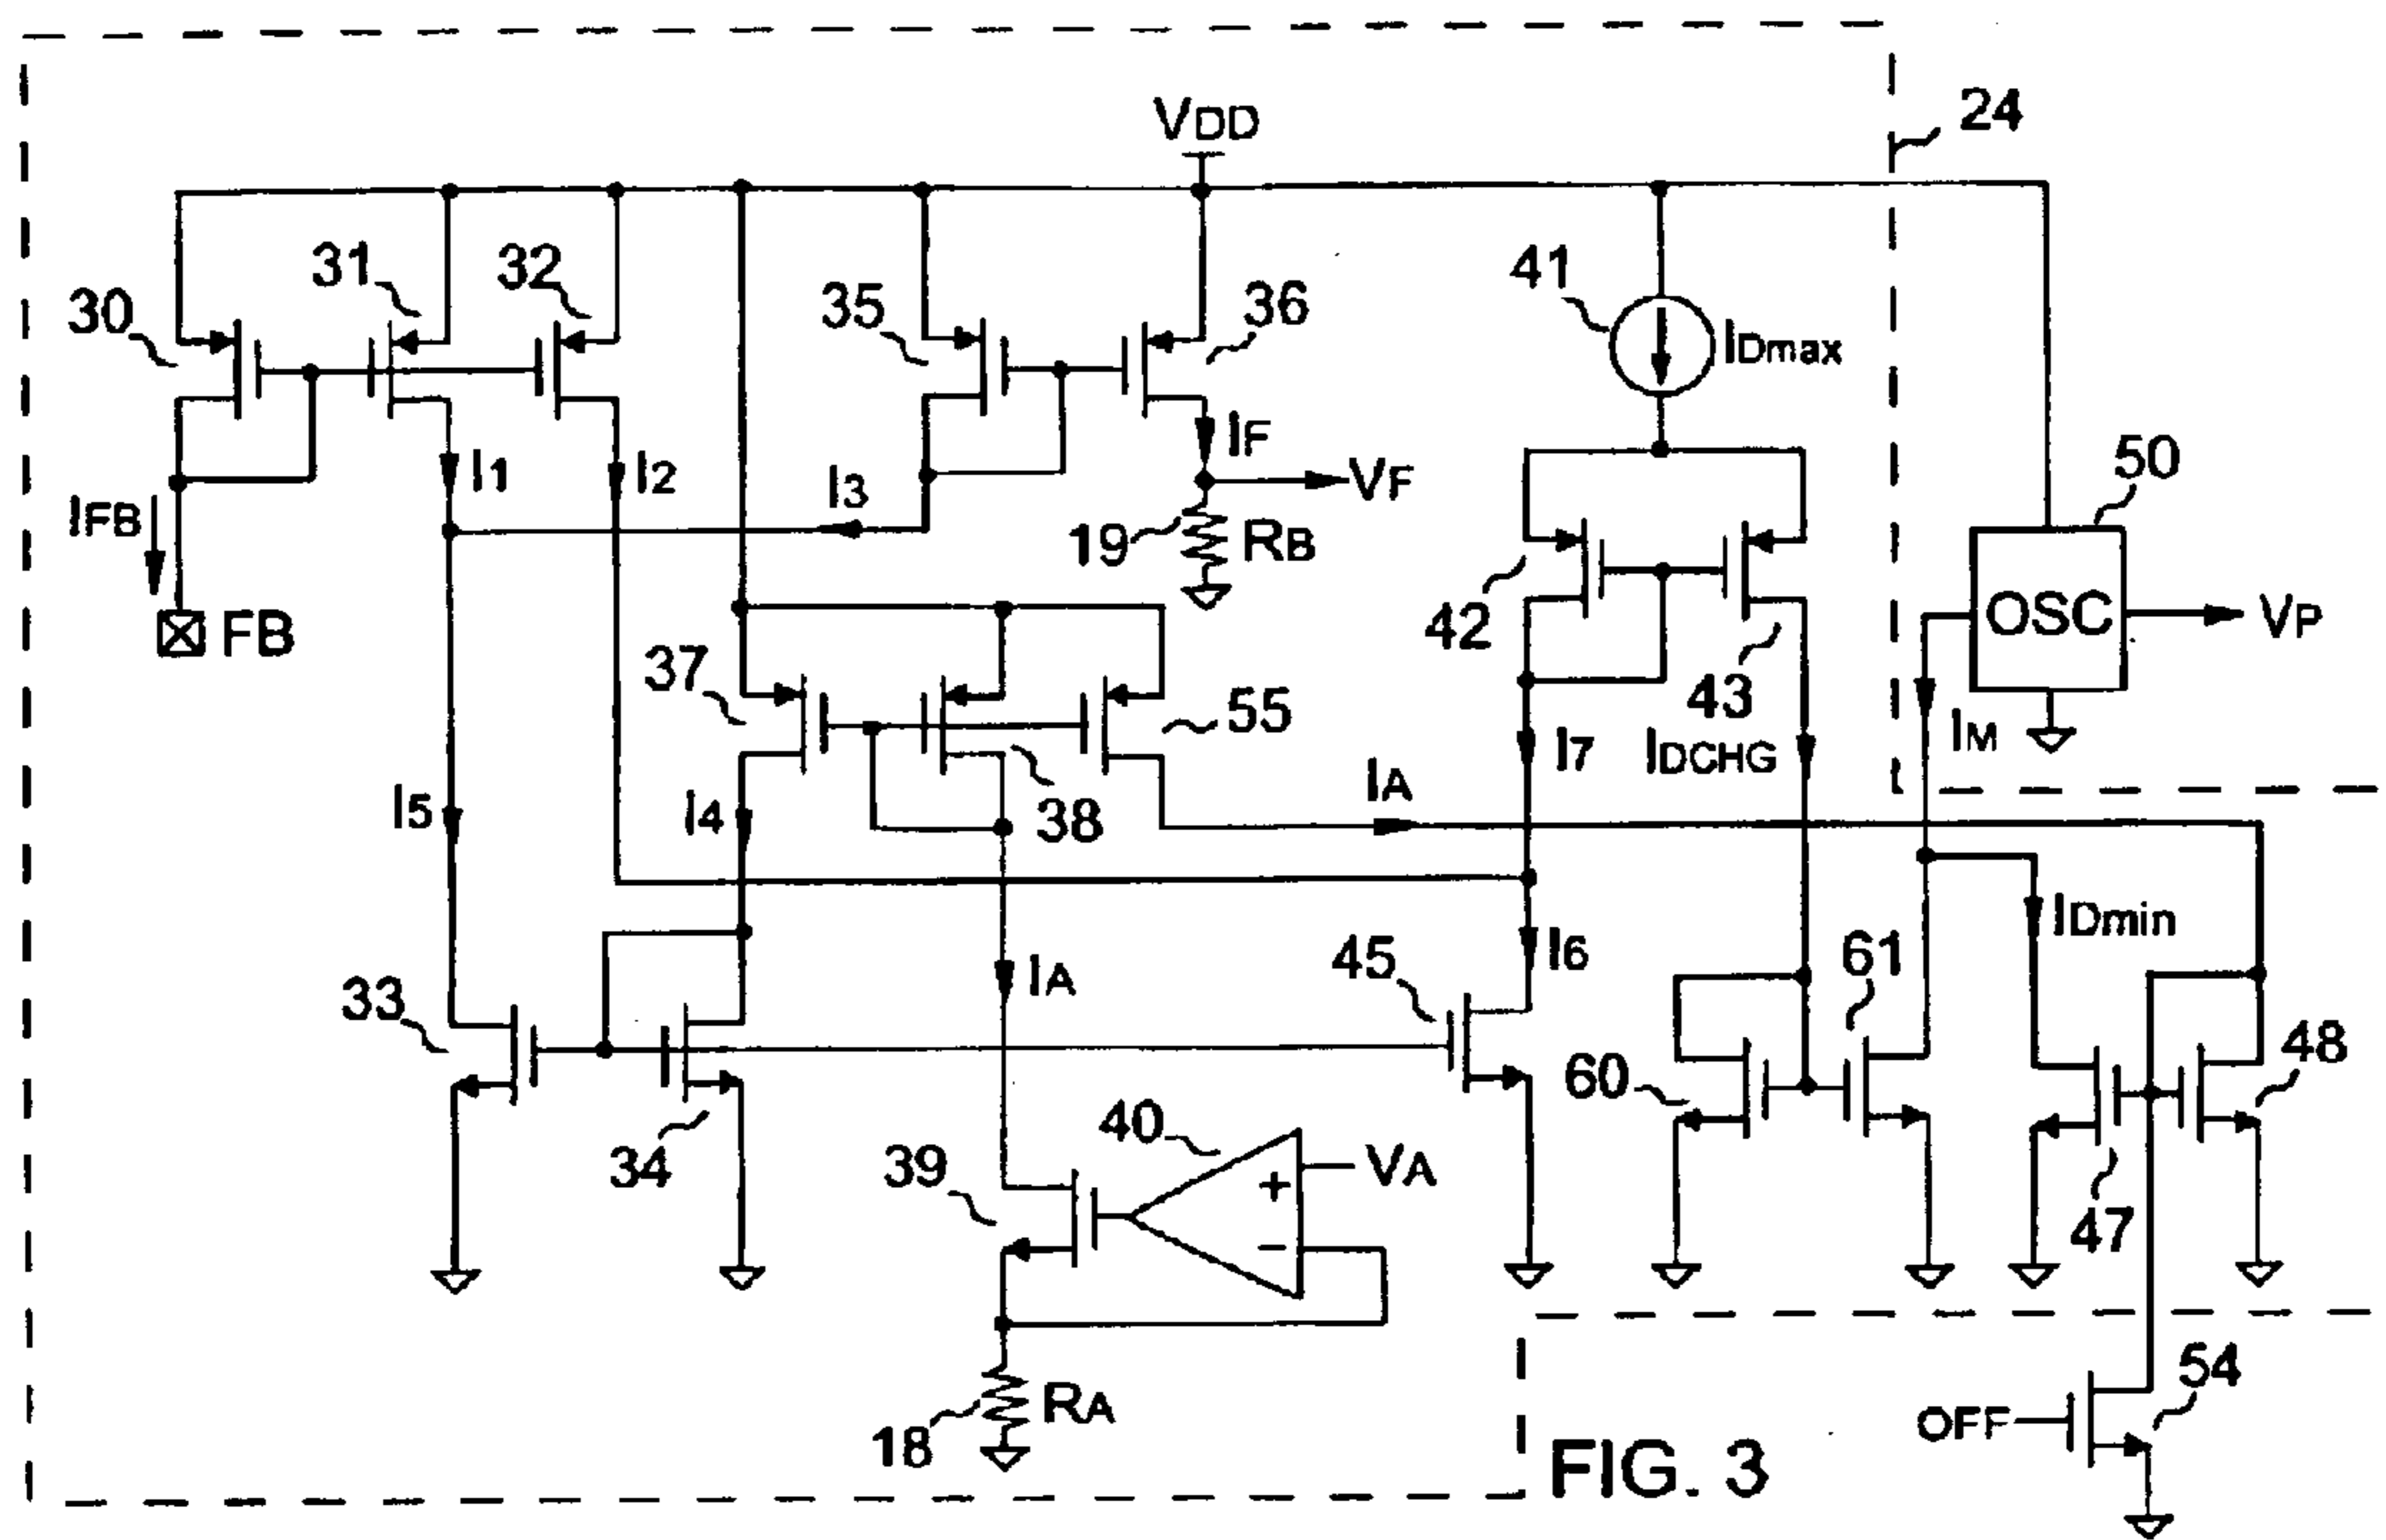 24
VDD
30
31
32
35
36
41
IDmax
IFB
FB
I1
I2
I3
IF
VF
19
RB
42
43
50
OSC
VP
IM
37
38
55
I5
I4
IA
IA
I7
IDCHG
IDmin
33
34
39
40
VA
+
−
45
I6
60
61
47
48
18
RA
54
OFF
FIG. 3